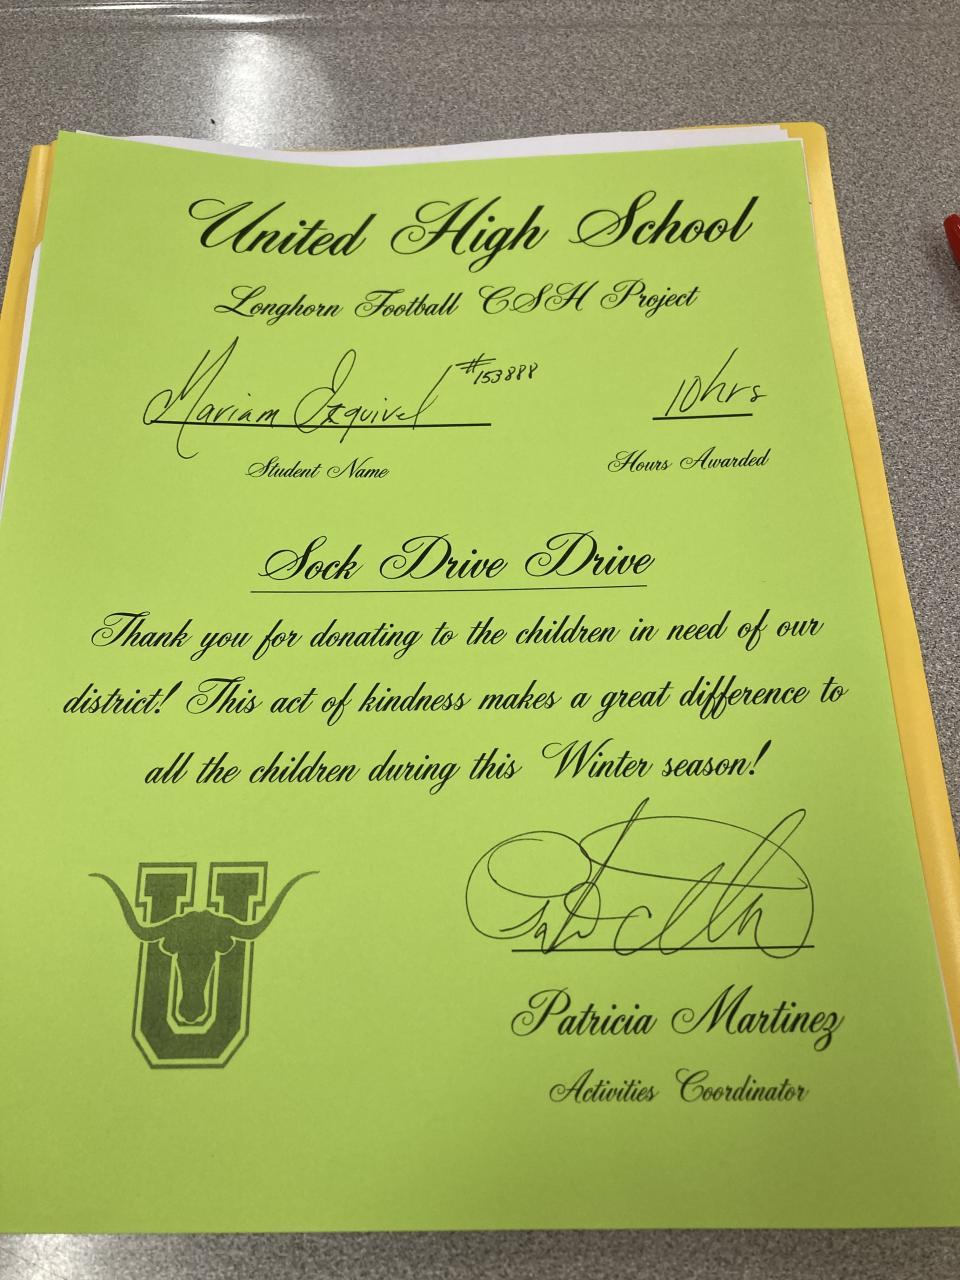 United High School
Longhorn Football CSH Project
Mariam Ezquivel #153888 10hrs
Student Name Hours Awarded
Sock Drive Drive
Thank you for donating to the children in need of our
district! This act of kindness makes a great difference to
all the children during this Winter season!
U
Patricia Martinez
Activities Coordinator